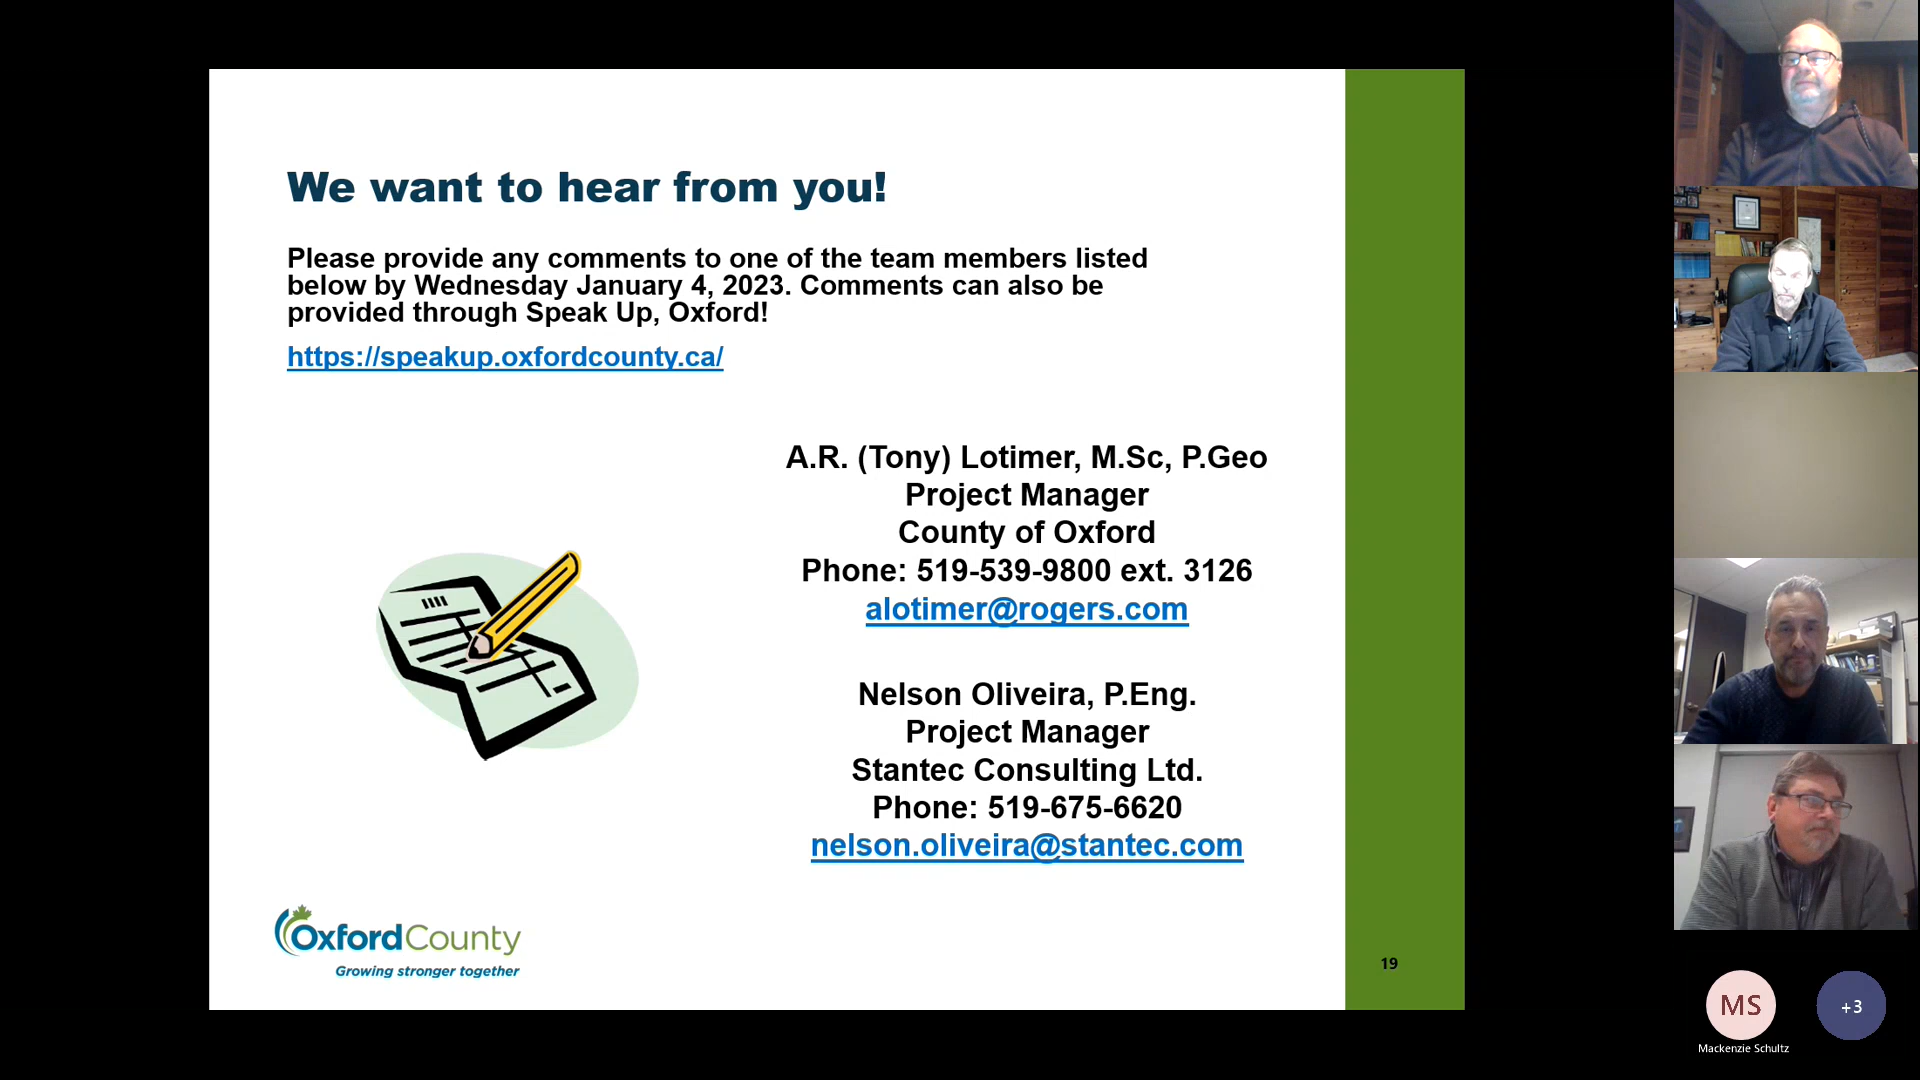 We want to hear from you!
Please provide any comments to one of the team members listed
below by Wednesday January 4, 2023. Comments can also be
provided through Speak Up, Oxford!
https://speakup.oxfordcounty.ca/
A.R. (Tony) Lotimer, M.Sc, P.Geo
Project Manager
County of Oxford
Phone: 519-539-9800 ext. 3126
alotimer@rogers.com
Nelson Oliveira, P.Eng.
Project Manager
Stantec Consulting Ltd.
Phone: 519-675-6620
nelson.oliveira@stantec.com
OxfordCounty
Growing stronger together
19
MS
+3
Mackenzie Schultz